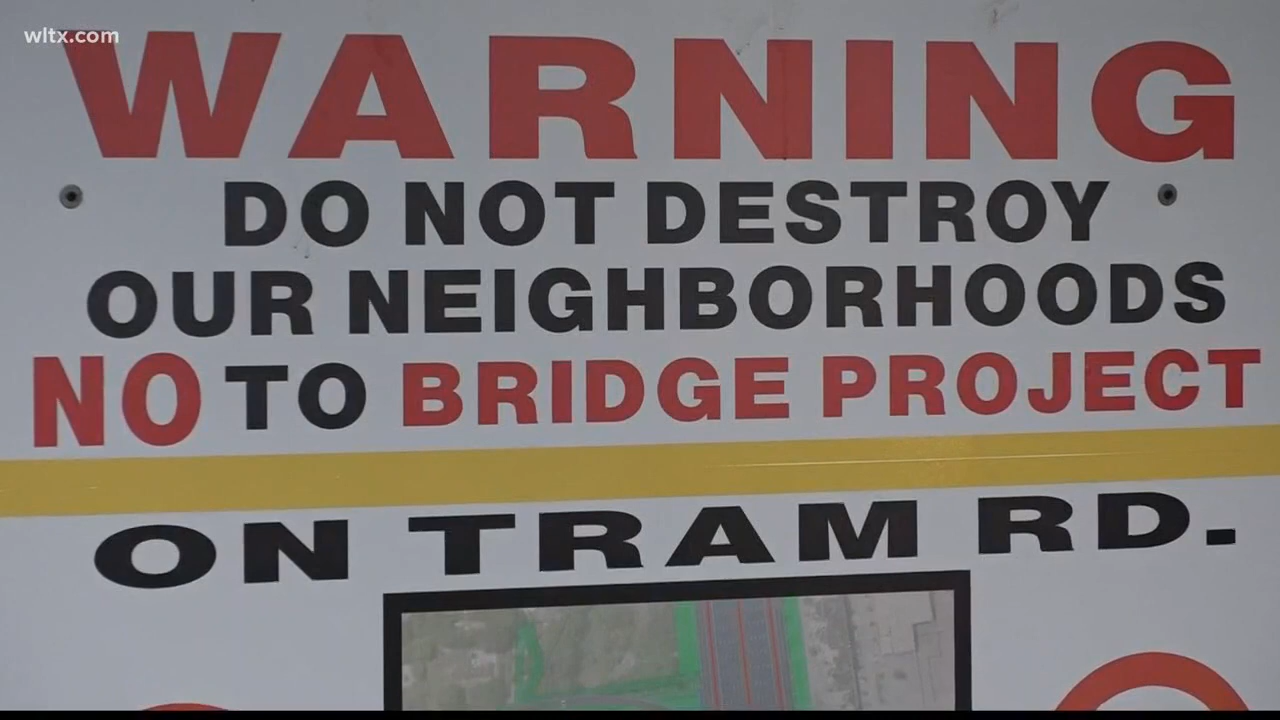 wltx.com
WARNING
DO NOT DESTROY
OUR NEIGHBORHOODS
NO TO BRIDGE PROJECT
ON TRAM RD.